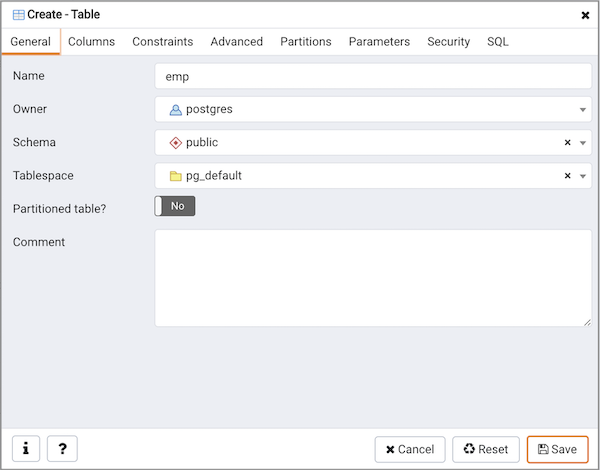 Create - Table
General Columns Constraints Advanced Partitions Parameters Security SQL
Name emp
Owner postgres
Schema public
Tablespace pg_default
Partitioned table? No
Comment
i ? Cancel Reset Save